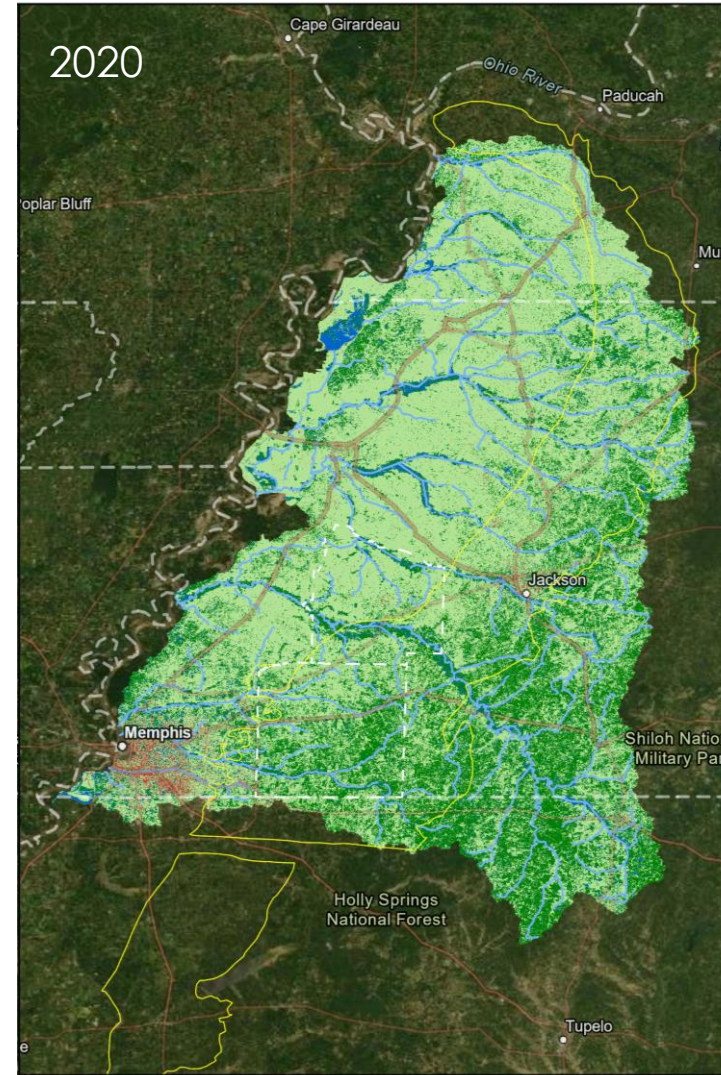 2020
Cape Girardeau
Ohio River
Paducah
oplar Bluff
Mu
Jackson
Memphis
Shiloh Natio
Military Par
Holly Springs
National Forest
Tupelo
e